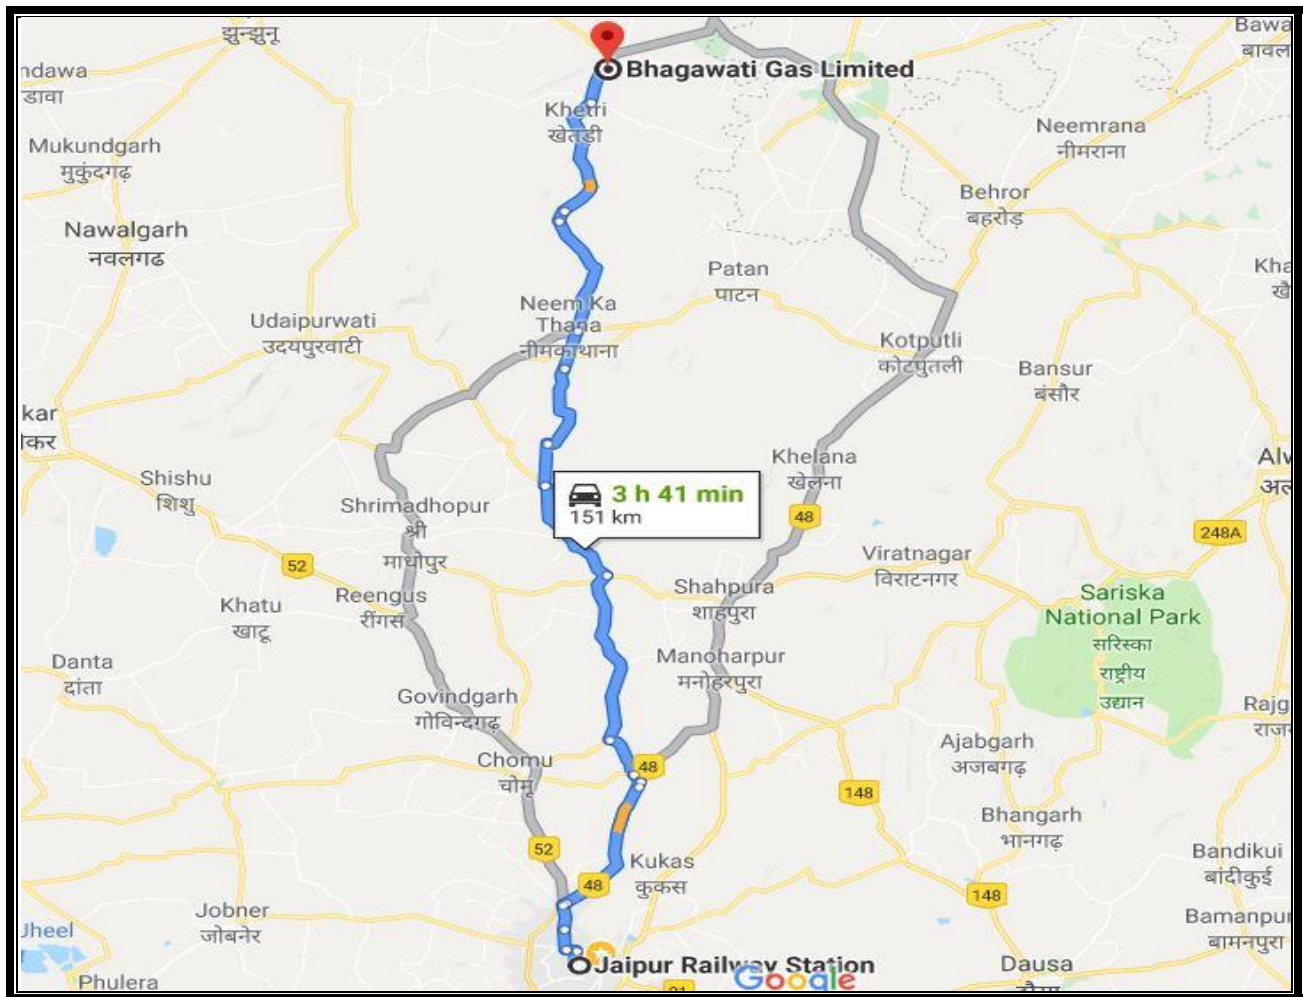 झुन्झुनू
Bawa
बावल
ndawa
डावा
Bhagawati Gas Limited
Khetri
खेतड़ी
Mukundgarh
मुकुंदगढ़
Neemrana
नीमराना
Behror
बहरोड़
Nawalgarh
नवलगढ
Patan
पाटन
Kha
खै
Neem Ka
Thana
नीमकाथाना
Udaipurwati
उदयपुरवाटी
Kotputli
कोटपुतली
Bansur
बंसौर
kar
कर
Khelana
खेलना
Alw
अल
Shishu
शिशु
3 h 41 min
151 km
Shrimadhopur
श्री
माधोपुर
48
248A
52
Viratnagar
विराटनगर
Shahpura
शाहपुरा
Sariska
National Park
सरिस्का
राष्ट्रीय
उद्यान
Reengus
रींगस
Khatu
खाटू
Danta
दांता
Manoharpur
मनोहरपुरा
Govindgarh
गोविन्दगढ़
Rajg
राज
Ajabgarh
अजबगढ़
Chomu
चोमू
48
148
Bhangarh
भानगढ़
52
Kukas
कुकस
Bandikui
बांदीकुई
48
148
Jobner
जोबनेर
Jheel
Bamanpu
बामनपुरा
Jaipur Railway Station
Google
Dausa
Phulera
21